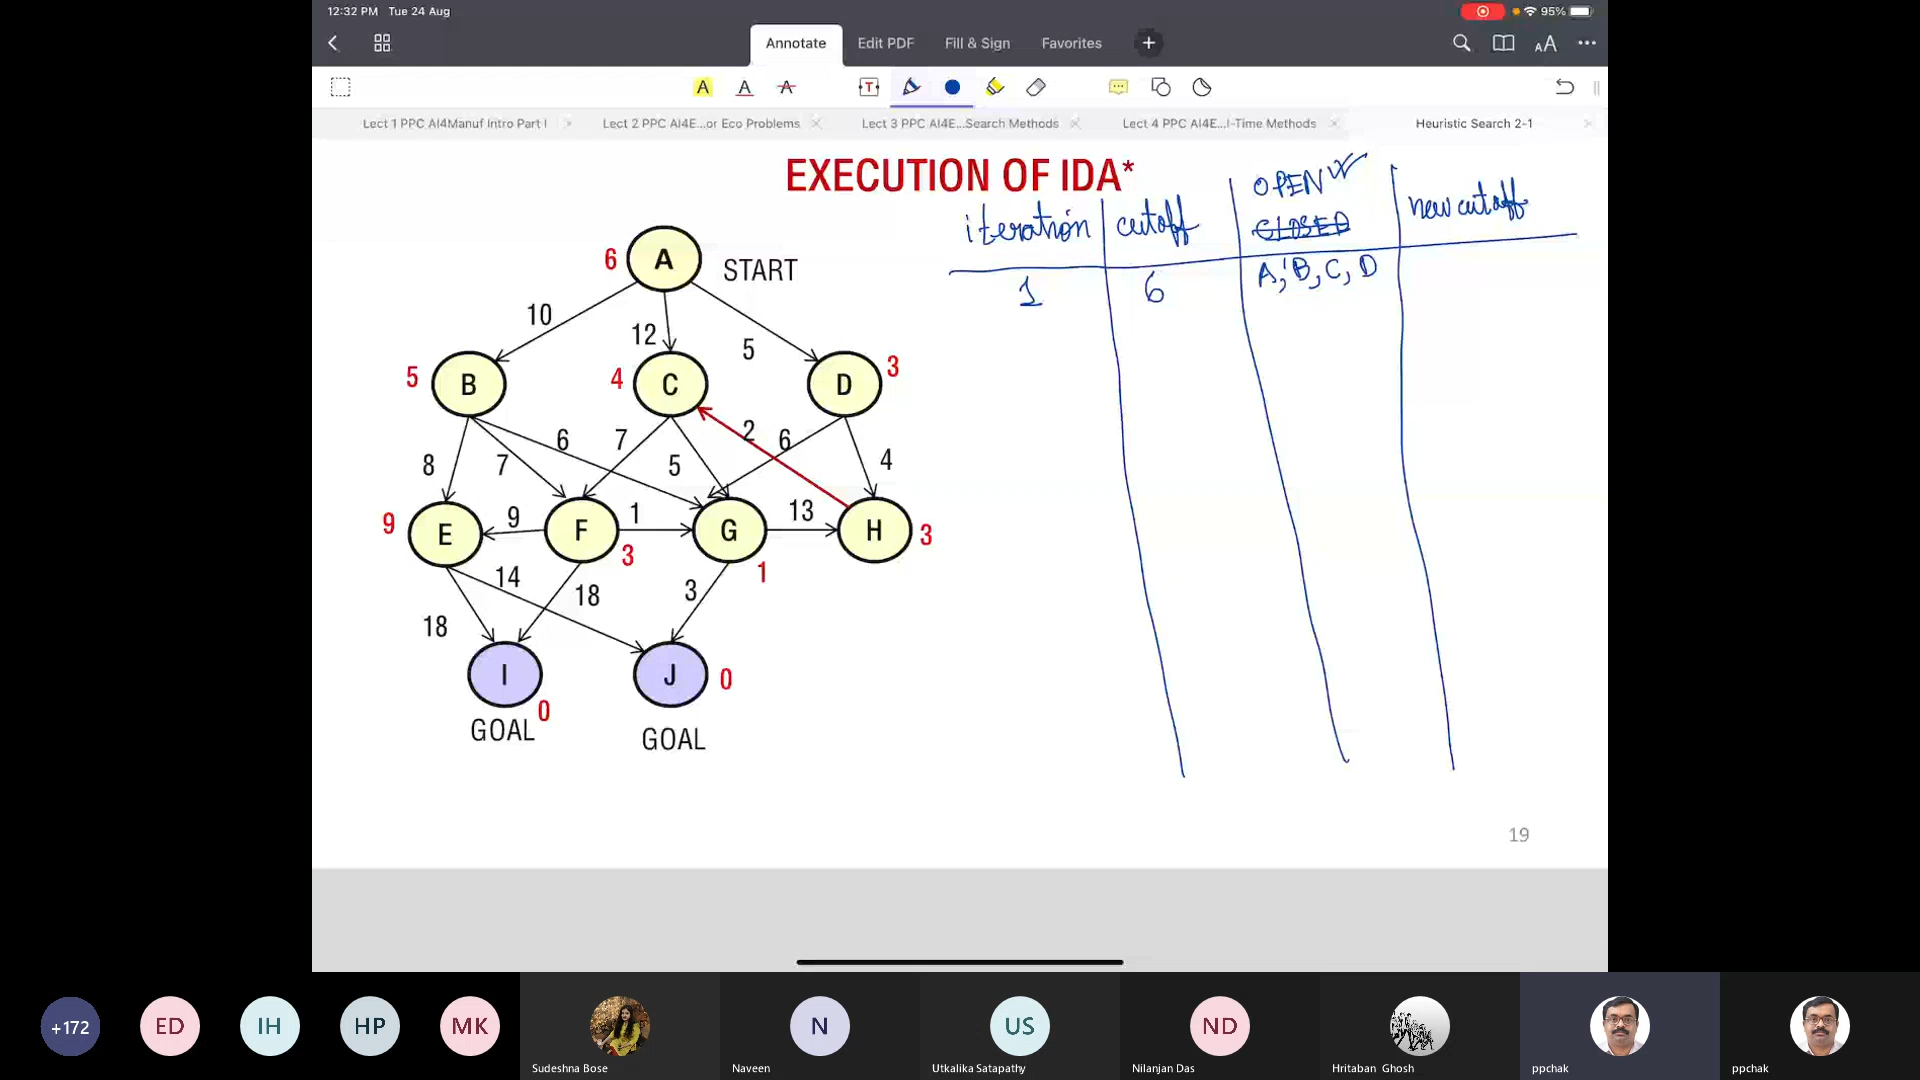 12:32 PM Tue 24 Aug
95%
Annotate Edit PDF Fill & Sign Favorites
Lect 1 PPC AI4Manuf Intro Part I Lect 2 PPC AI4E...or Eco Problems Lect 3 PPC AI4E...Search Methods Lect 4 PPC AI4E...l-Time Methods Heuristic Search 2-1
EXECUTION OF IDA*
iteration cutoff OPEN CLOSED new cutoff
1 6 A, B, C, D
6 A START
10 12 5
5 B 4 C D 3
8 7 6 7 5 2 6 4
9 E 9 F 1 G 13 H 3
3 1
18 14 18 3
I 0 J 0
GOAL GOAL
19
+172 ED IH HP MK N US ND
Sudeshna Bose Naveen Utkalika Satapathy Nilanjan Das Hritaban Ghosh ppchak ppchak